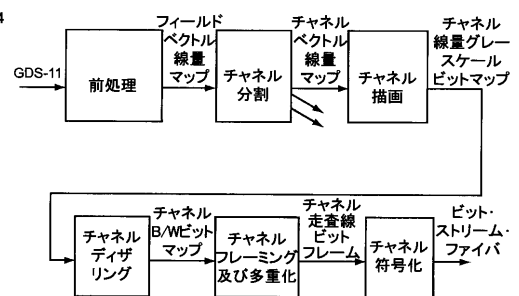 4
GDS-11
前処理
フィールド
ベクトル
線量
マップ
チャネル
分割
チャネル
ベクトル
線量
マップ
チャネル
描画
チャネル
線量グレー
スケール
ビットマップ
チャネル
ディザ
リング
チャネル
B/Wビット
マップ
チャネル
フレーミング
及び多重化
チャネル
走査線
ビット
フレーム
チャネル
符号化
ビット・
ストリーム・
ファイバ